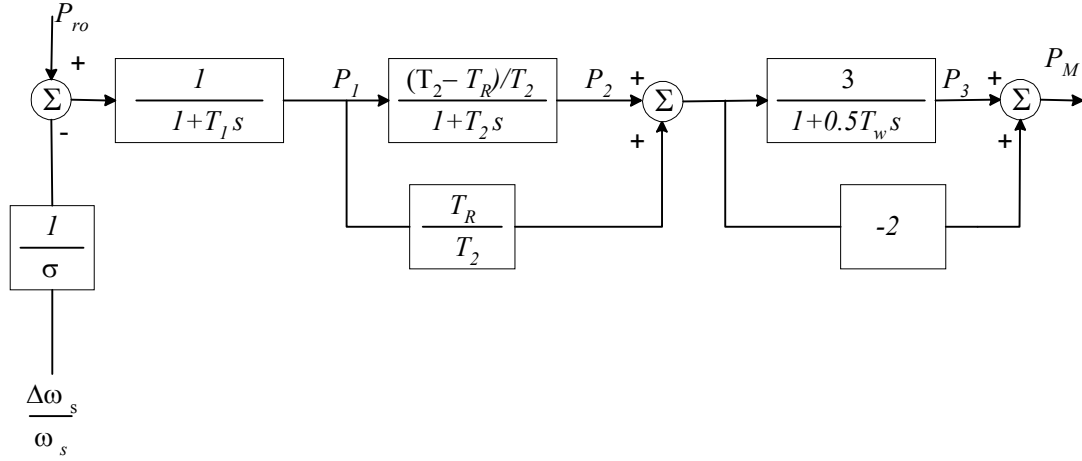 P_ro
+
Σ
-
1
1+T_1 s
P_1
(T_2 – T_R)/T_2
1+T_2 s
P_2
+
Σ
+
T_R
T_2
3
1+0.5T_w s
P_3
+
Σ
+
P_M
-2
1
σ
Δω_s
ω_s